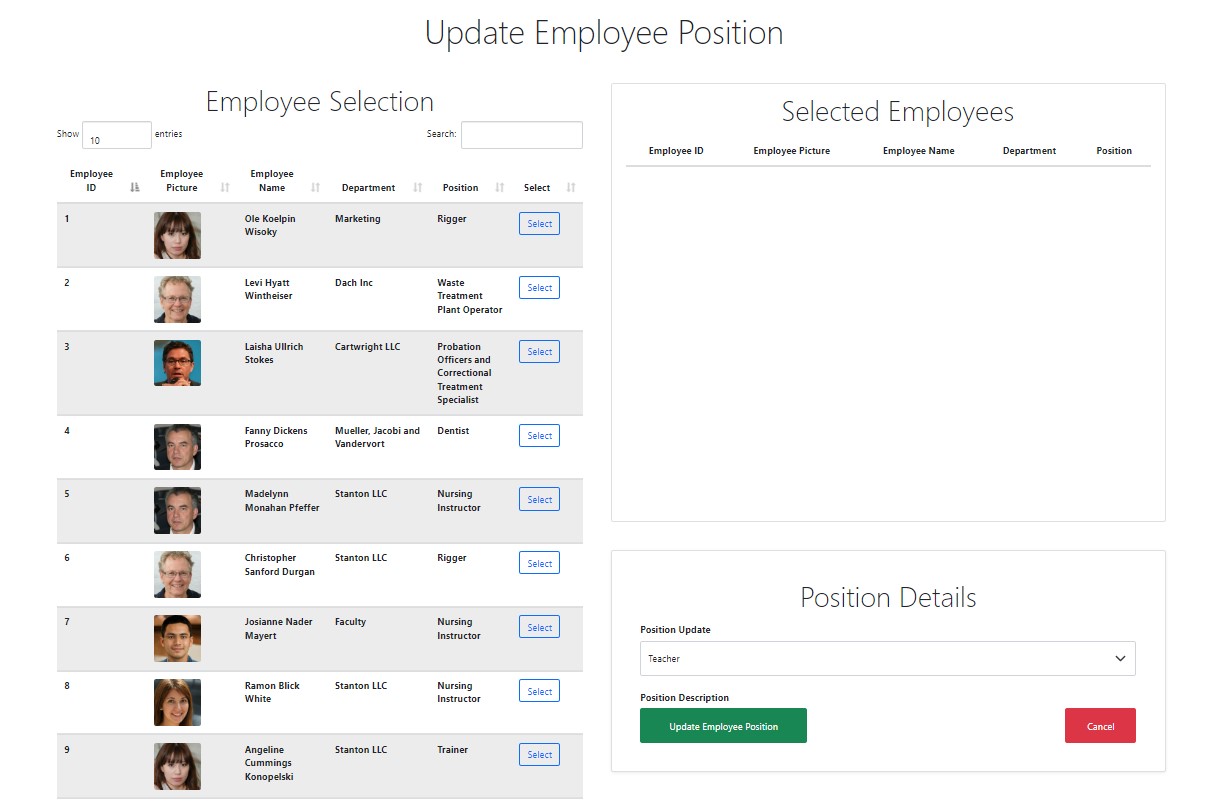 Update Employee Position
Employee Selection
Show 10 entries
Search:
Employee ID Employee Picture Employee Name Department Position Select
1 Ole Koelpin Wisoky Marketing Rigger Select
2 Levi Hyatt Wintheiser Dach Inc Waste Treatment Plant Operator Select
3 Laisha Ullrich Stokes Cartwright LLC Probation Officers and Correctional Treatment Specialist Select
4 Fanny Dickens Prosacco Mueller, Jacobi and Vandervort Dentist Select
5 Madelynn Monahan Pfeffer Stanton LLC Nursing Instructor Select
6 Christopher Sanford Durgan Stanton LLC Rigger Select
7 Josianne Nader Mayert Faculty Nursing Instructor Select
8 Ramon Blick White Stanton LLC Nursing Instructor Select
9 Angeline Cummings Konopelski Stanton LLC Trainer Select
Selected Employees
Employee ID Employee Picture Employee Name Department Position
Position Details
Position Update
Teacher
Position Description
Update Employee Position Cancel